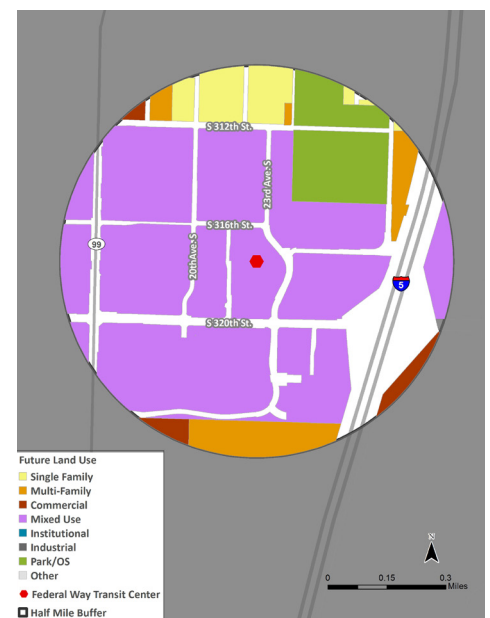 S 312th St.
23rd Ave. S
S 316th St.
99
20th Ave. S
5
S 320th St.
Future Land Use
Single Family
Multi-Family
Commercial
Mixed Use
Institutional
Industrial
Park/OS
Other
Federal Way Transit Center
Half Mile Buffer
N
0 0.15 0.3
Miles